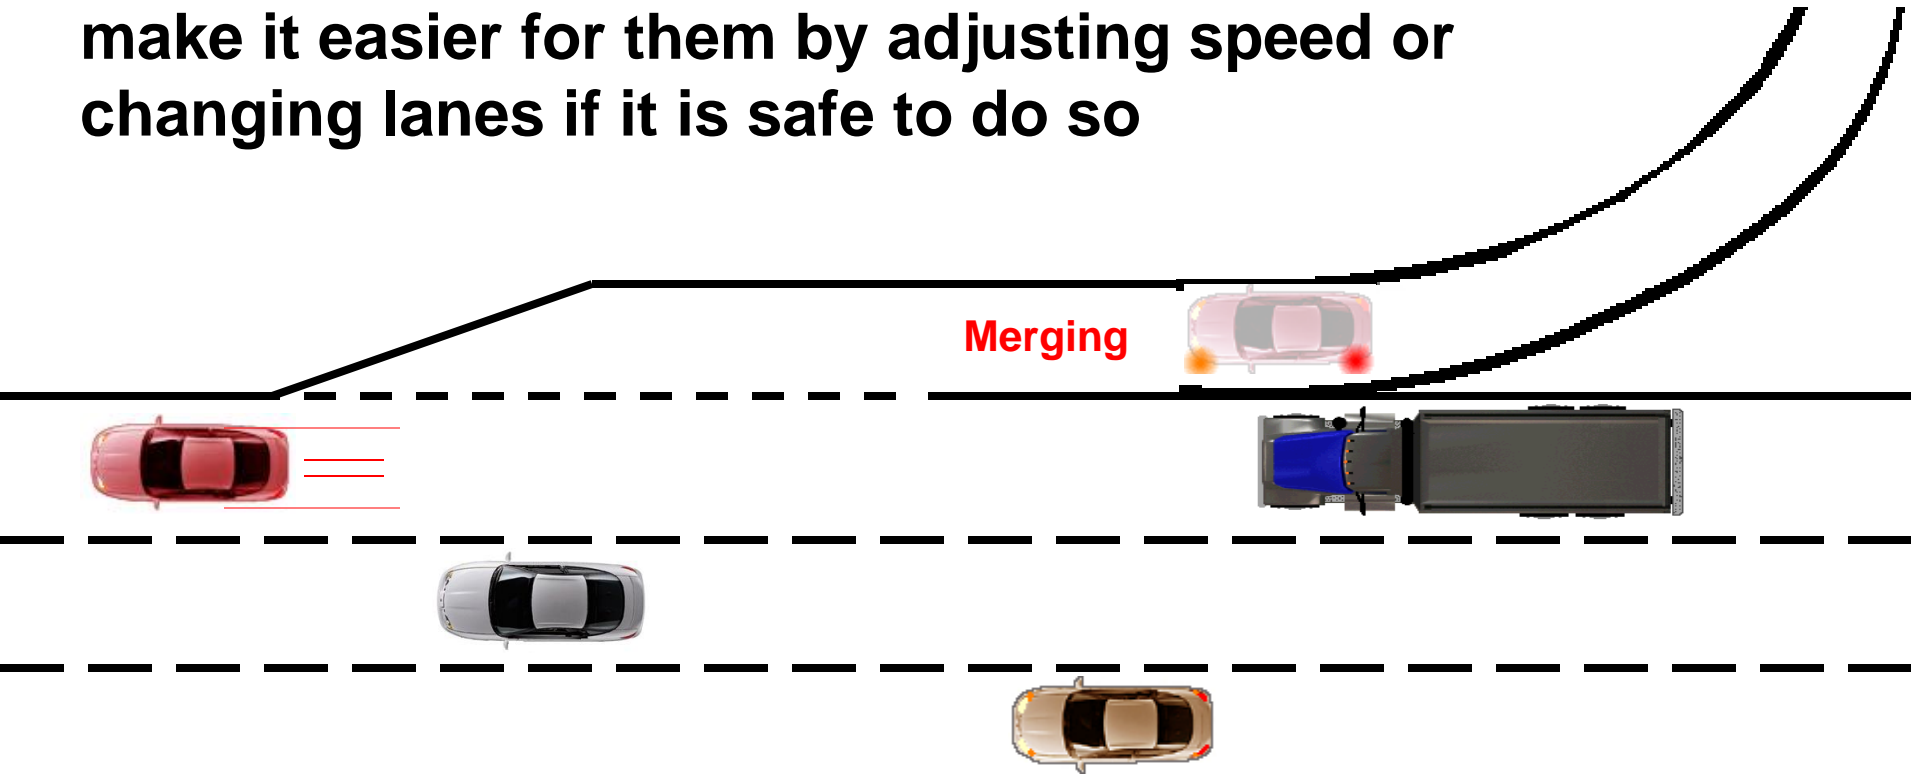 make it easier for them by adjusting speed or
changing lanes if it is safe to do so
Merging